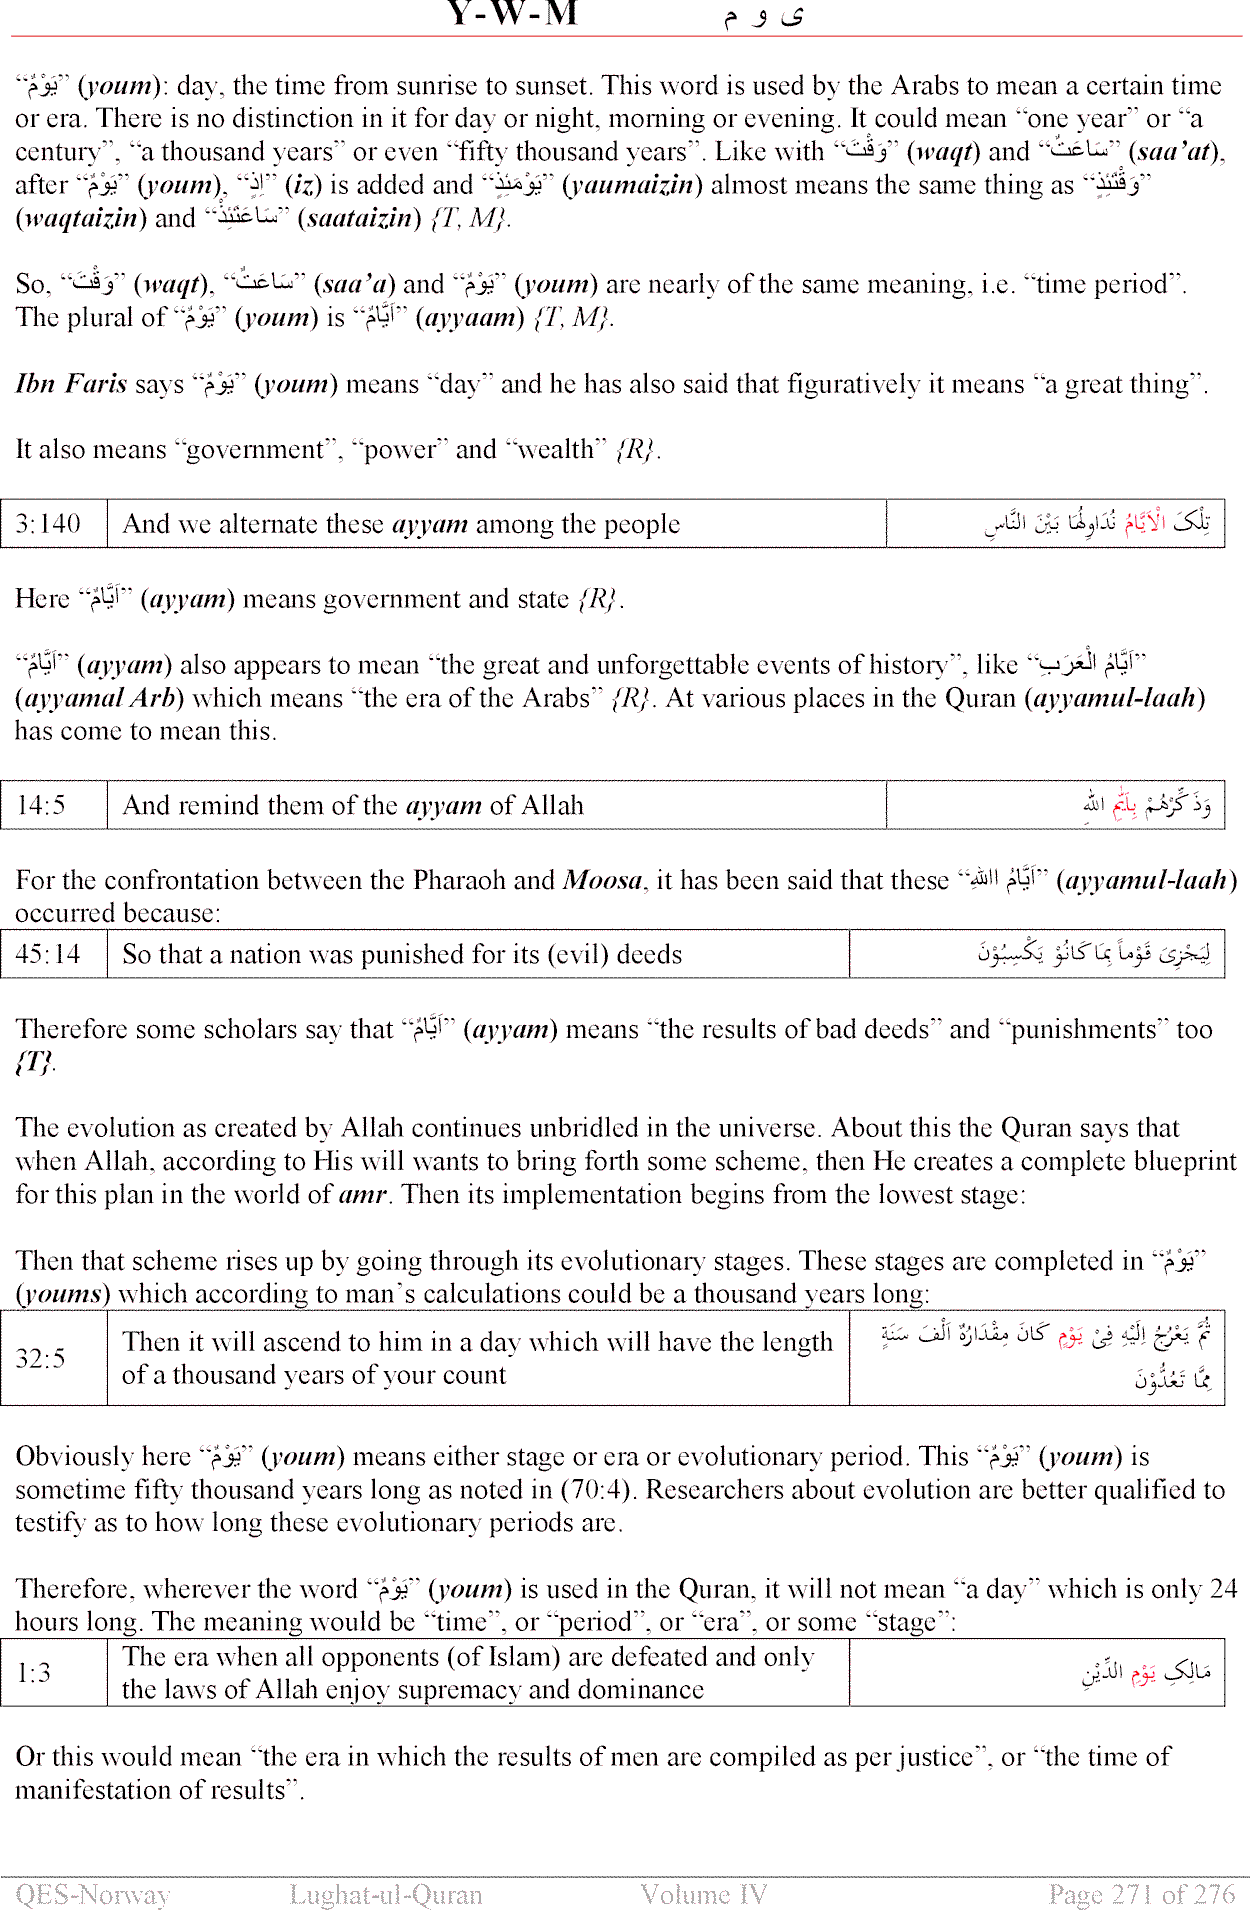 Y-W-M ی و م
“يَوْمٌ” (youm): day, the time from sunrise to sunset. This word is used by the Arabs to mean a certain time
or era. There is no distinction in it for day or night, morning or evening. It could mean “one year” or “a
century”, “a thousand years” or even “fifty thousand years”. Like with “وَقْتَ” (waqt) and “سَاعَتٌ” (saa’at),
after “يَوْمٌ” (youm), “اِذٍ” (iz) is added and “يَوْمَئِذٍ” (yaumaizin) almost means the same thing as “وَقْتَئِذٍ”
(waqtaizin) and “سَاعَتَئِذٍ” (saataizin) {T, M}.
So, “وَقْتَ” (waqt), “سَاعَتٌ” (saa’a) and “يَوْمٌ” (youm) are nearly of the same meaning, i.e. “time period”.
The plural of “يَوْمٌ” (youm) is “اَيَّامٌ” (ayyaam) {T, M}.
Ibn Faris says “يَوْمٌ” (youm) means “day” and he has also said that figuratively it means “a great thing”.
It also means “government”, “power” and “wealth” {R}.
3:140 And we alternate these ayyam among the people تِلْکَ الْاَيَّامُ نُدَاوِلُهَا بَيْنَ النَّاسِ
Here “اَيَّامٌ” (ayyam) means government and state {R}.
“اَيَّامٌ” (ayyam) also appears to mean “the great and unforgettable events of history”, like “اَيَّامُ الْعَرَبِ”
(ayyamal Arb) which means “the era of the Arabs” {R}. At various places in the Quran (ayyamul-laah)
has come to mean this.
14:5 And remind them of the ayyam of Allah وَذَکِّرْهُمْ بِاَيّٰمِ اللهِ
For the confrontation between the Pharaoh and Moosa, it has been said that these “اَيَّامُ اللهِ” (ayyamul-laah)
occurred because:
45:14 So that a nation was punished for its (evil) deeds لِيَجْزِیَ قَوْماً بِمَا کَانُوْ يَکْسِبُوْنَ
Therefore some scholars say that “اَيَّامٌ” (ayyam) means “the results of bad deeds” and “punishments” too
{T}.
The evolution as created by Allah continues unbridled in the universe. About this the Quran says that
when Allah, according to His will wants to bring forth some scheme, then He creates a complete blueprint
for this plan in the world of amr. Then its implementation begins from the lowest stage:
Then that scheme rises up by going through its evolutionary stages. These stages are completed in “يَوْمٌ”
(youms) which according to man’s calculations could be a thousand years long:
32:5 Then it will ascend to him in a day which will have the length ثُمَّ يَعْرُجُ اِلَيْهِ فِیْ يَوْمٍ کَانَ مِقْدَارُهٗ اَلْفَ سَنَةٍ
of a thousand years of your count مِمَّا تَعُدُّوْنَ
Obviously here “يَوْمٌ” (youm) means either stage or era or evolutionary period. This “يَوْمٌ” (youm) is
sometime fifty thousand years long as noted in (70:4). Researchers about evolution are better qualified to
testify as to how long these evolutionary periods are.
Therefore, wherever the word “يَوْمٌ” (youm) is used in the Quran, it will not mean “a day” which is only 24
hours long. The meaning would be “time”, or “period”, or “era”, or some “stage”:
1:3 The era when all opponents (of Islam) are defeated and only مَالِکِ يَوْمِ الدِّيْنِ
the laws of Allah enjoy supremacy and dominance
Or this would mean “the era in which the results of men are compiled as per justice”, or “the time of
manifestation of results”.
QES-Norway Lughat-ul-Quran Volume IV Page 271 of 276